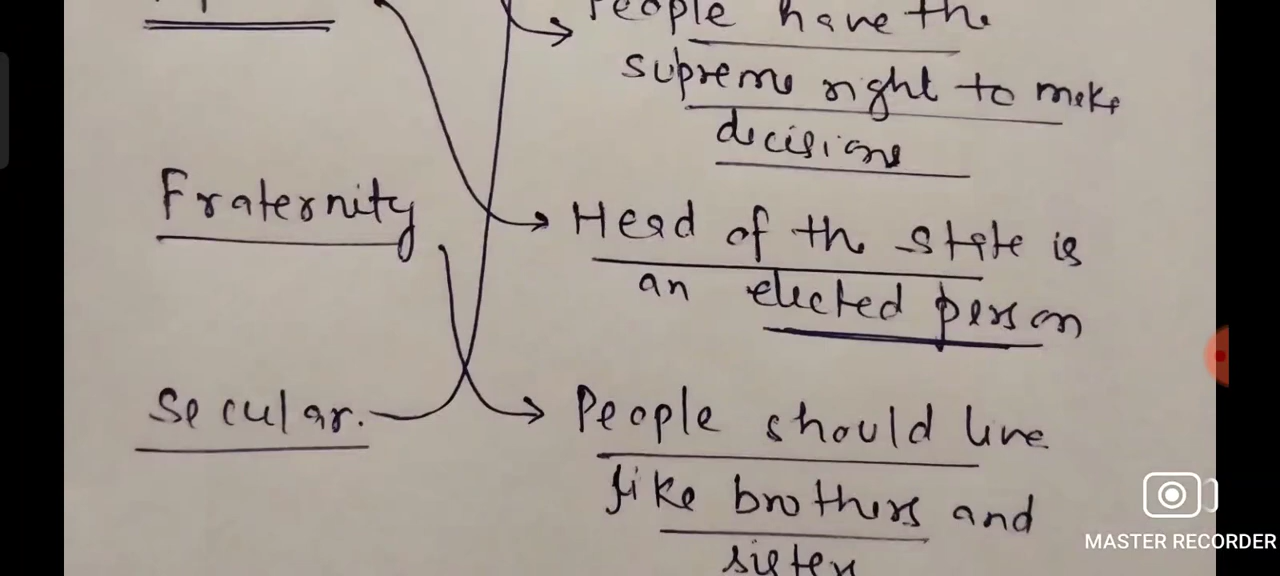 People have the
supreme right to make
decisions
Fraternity
Head of the state is
an elected person
Secular.
People should live
like brothers and
sister
MASTER RECORDER